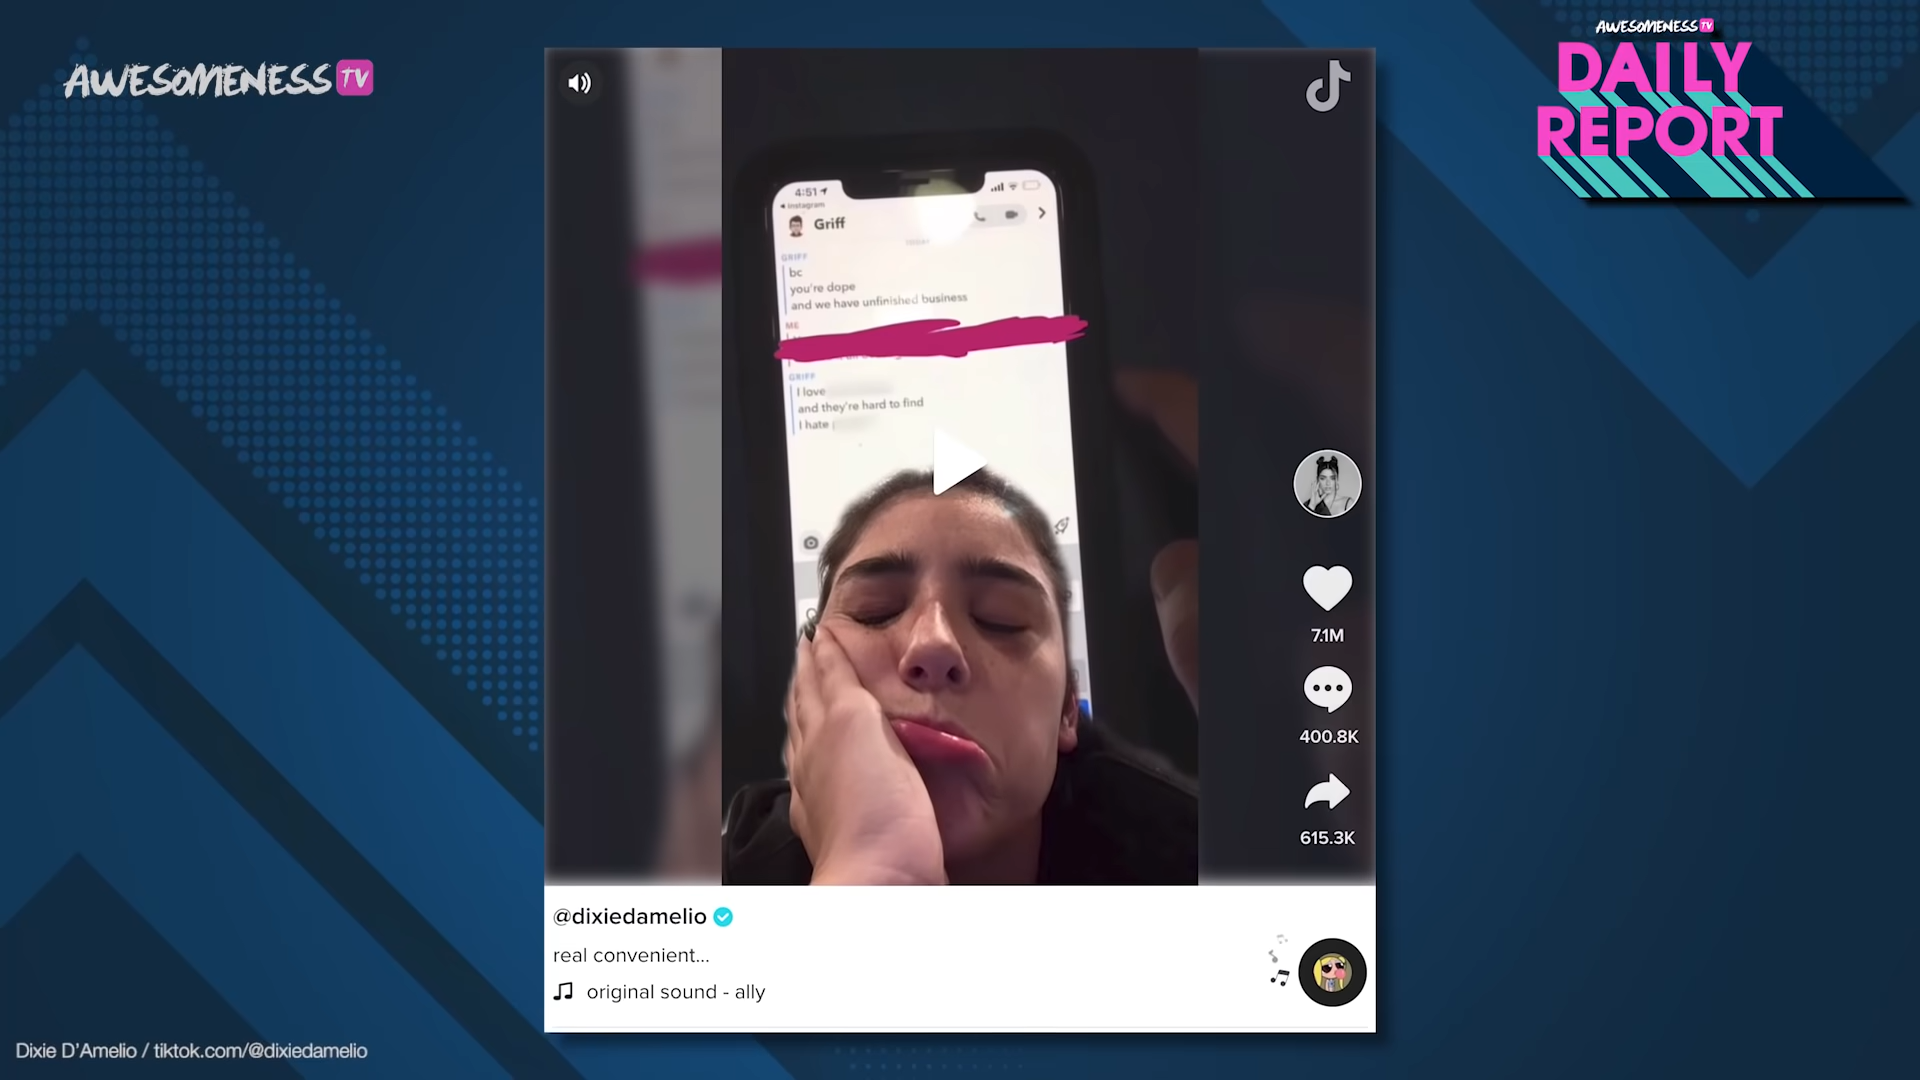 AWESOMENESS TV
AWESOMENESS TV
DAILY
REPORT
4:51
Instagram
Griff
TODAY
GRIFF
bc
you're dope
and we have unfinished business
ME
GRIFF
I love
and they're hard to find
I hate
7.1M
400.8K
615.3K
@dixiedamelio
real convenient...
original sound - ally
Dixie D'Amelio / tiktok.com/@dixiedamelio